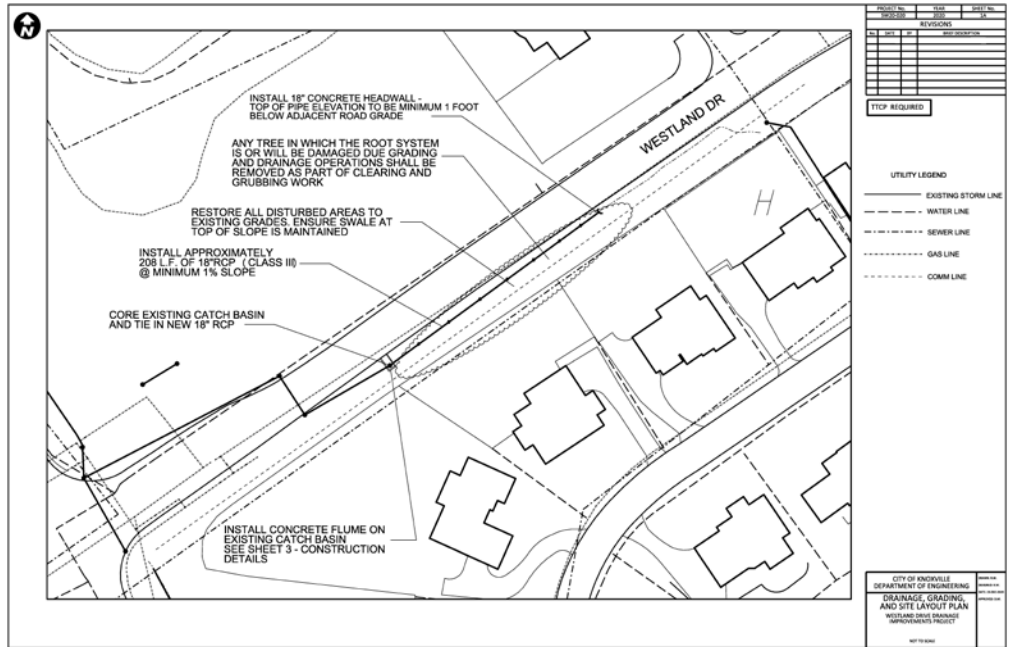 N
INSTALL 18" CONCRETE HEADWALL -
TOP OF PIPE ELEVATION TO BE MINIMUM 1 FOOT
BELOW ADJACENT ROAD GRADE
ANY TREE IN WHICH THE ROOT SYSTEM
IS OR WILL BE DAMAGED DUE GRADING
AND DRAINAGE OPERATIONS SHALL BE
REMOVED AS PART OF CLEARING AND
GRUBBING WORK
RESTORE ALL DISTURBED AREAS TO
EXISTING GRADES. ENSURE SWALE AT
TOP OF SLOPE IS MAINTAINED
INSTALL APPROXIMATELY
208 L.F. OF 18"RCP ( CLASS III)
@ MINIMUM 1% SLOPE
CORE EXISTING CATCH BASIN
AND TIE IN NEW 18" RCP
INSTALL CONCRETE FLUME ON
EXISTING CATCH BASIN
SEE SHEET 3 - CONSTRUCTION
DETAILS
WESTLAND DR
H
PROJECT No. YEAR SHEET No.
2020
REVISIONS
No. DATE BY BRIEF DESCRIPTION
TTCP REQUIRED
UTILITY LEGEND
EXISTING STORM LINE
WATER LINE
SEWER LINE
GAS LINE
COMM LINE
CITY OF KNOXVILLE
DEPARTMENT OF ENGINEERING
DRAINAGE, GRADING,
AND SITE LAYOUT PLAN
WESTLAND DRIVE DRAINAGE
IMPROVEMENTS PROJECT
NOT TO SCALE